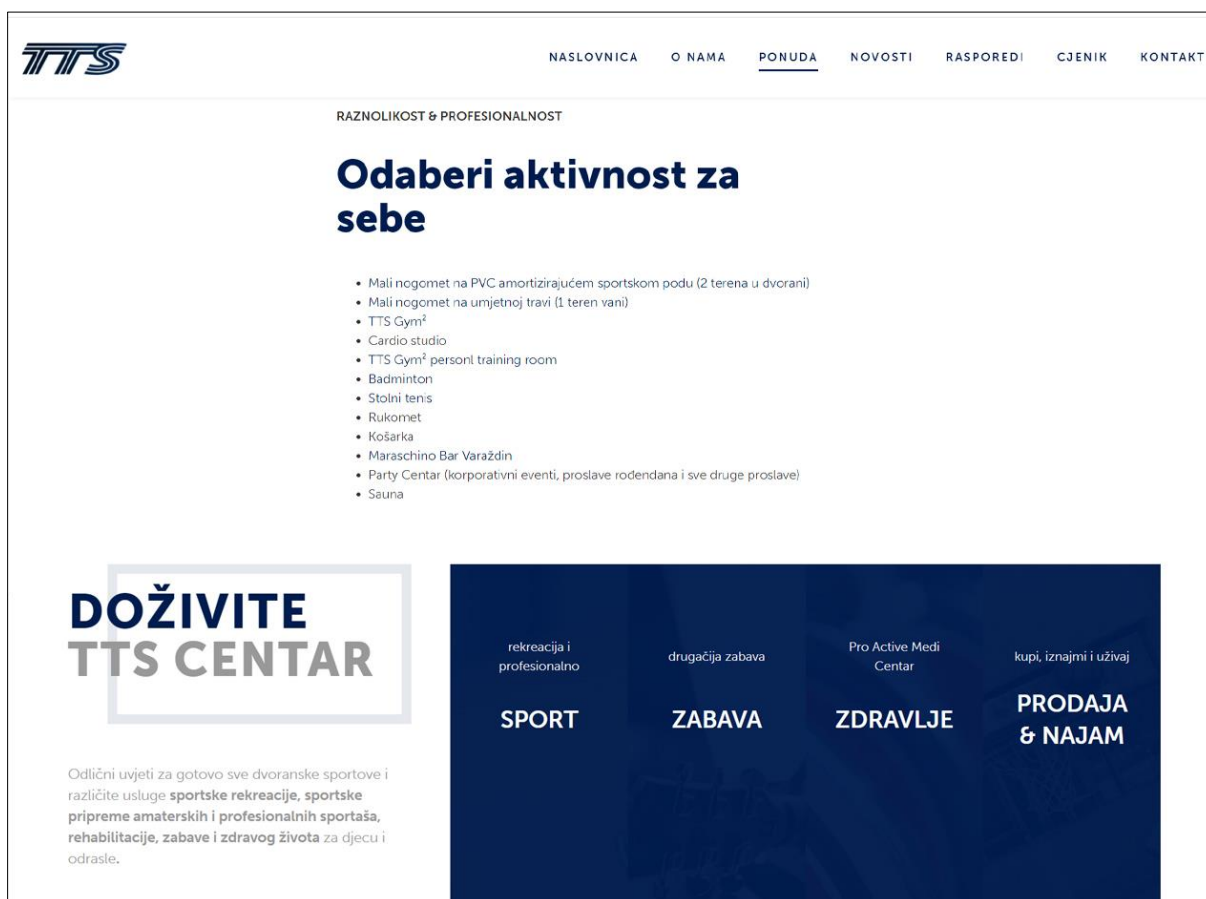 TTS
NASLOVNICA O NAMA PONUDA NOVOSTI RASPOREDI CJENIK KONTAKT
RAZNOLIKOST & PROFESIONALNOST
Odaberi aktivnost za
sebe
• Mali nogomet na PVC amortizirajućem sportskom podu (2 terena u dvorani)
• Mali nogomet na umjetnoj travi (1 teren vani)
• TTS Gym²
• Cardio studio
• TTS Gym² personl training room
• Badminton
• Stolni tenis
• Rukomet
• Košarka
• Maraschino Bar Varaždin
• Party Centar (korporativni eventi, proslave rođendana i sve druge proslave)
• Sauna
DOŽIVITE
TTS CENTAR
Odlični uvjeti za gotovo sve dvoranske sportove i
različite usluge sportske rekreacije, sportske
pripreme amaterskih i profesionalnih sportaša,
rehabilitacije, zabave i zdravog života za djecu i
odrasle.
rekreacija i
profesionalno
SPORT
drugačija zabava
ZABAVA
Pro Active Medi
Centar
ZDRAVLJE
kupi, iznajmi i uživaj
PRODAJA
& NAJAM